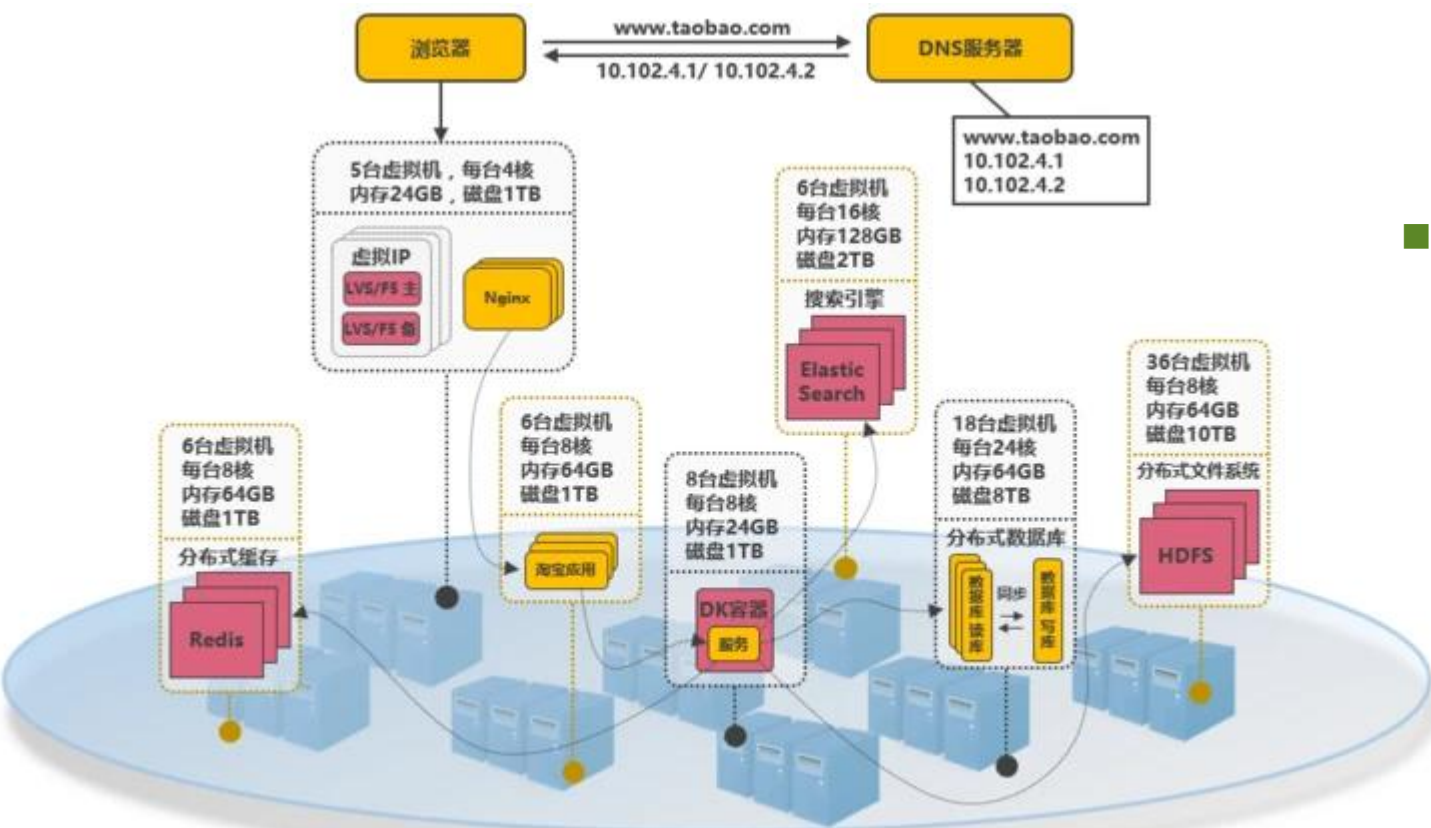 浏览器
www.taobao.com
10.102.4.1/ 10.102.4.2
DNS服务器
www.taobao.com
10.102.4.1
10.102.4.2
5台虚拟机，每台4核
内存24GB，磁盘1TB
虚拟IP
LVS/F5 主
LVS/F5 备
Nginx
6台虚拟机
每台16核
内存128GB
磁盘2TB
搜索引擎
Elastic
Search
36台虚拟机
每台8核
内存64GB
磁盘10TB
分布式文件系统
HDFS
6台虚拟机
每台8核
内存64GB
磁盘1TB
分布式缓存
Redis
6台虚拟机
每台8核
内存64GB
磁盘1TB
淘宝应用
8台虚拟机
每台8核
内存24GB
磁盘1TB
DK容器
服务
18台虚拟机
每台24核
内存64GB
磁盘8TB
分布式数据库
数据库 读库
同步
数据库 写库